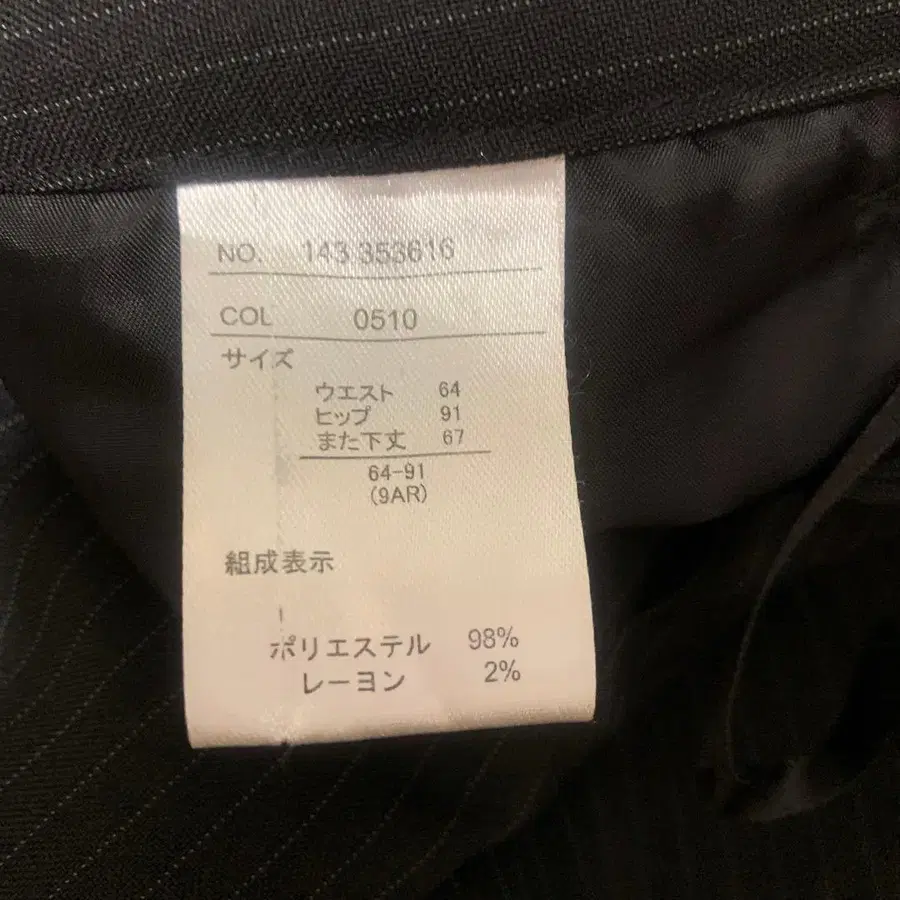 NO. 143 353616
COL 0510
サイズ
ウエスト 64
ヒップ 91
また下丈 67
64-91
(9AR)
組成表示
ポリエステル 98%
レーヨン 2%